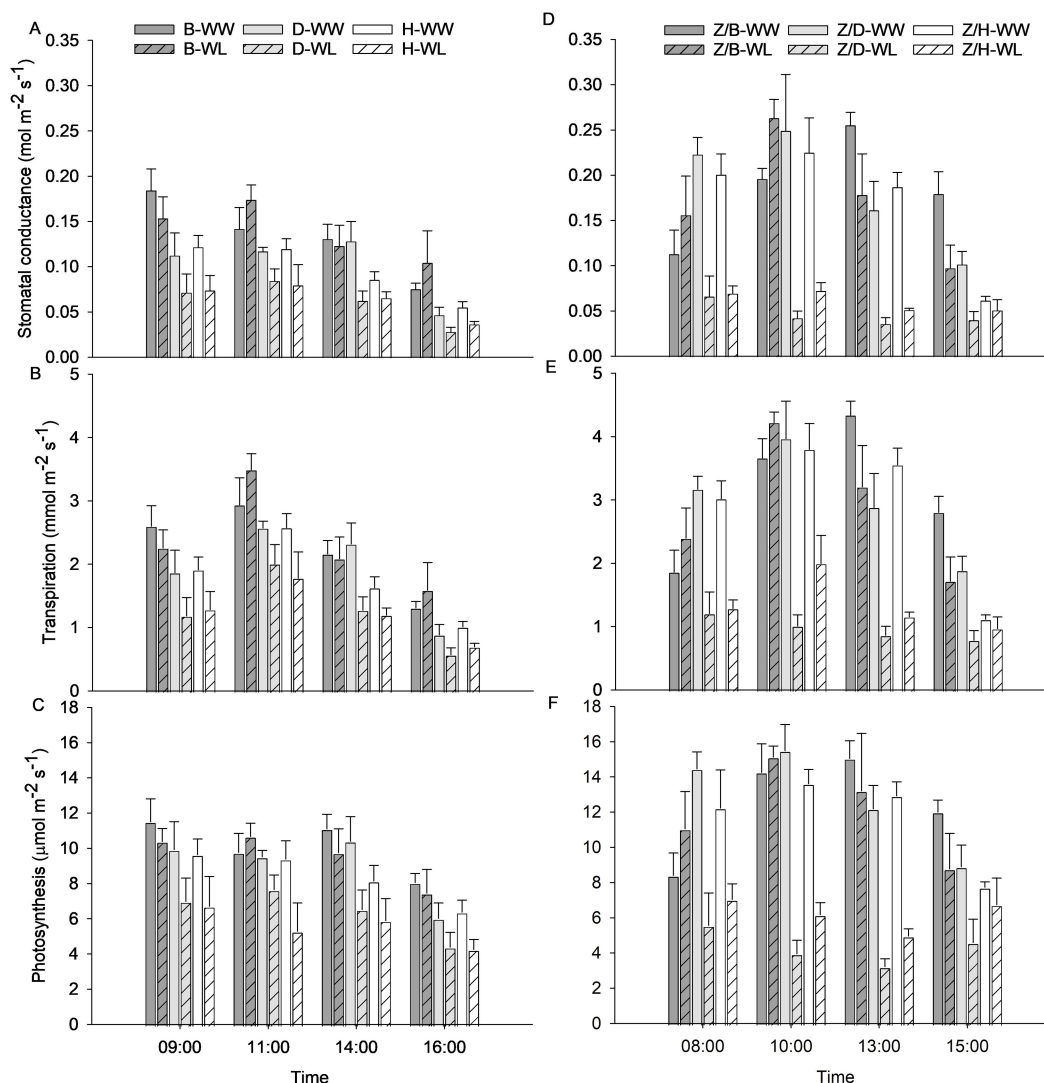 A
B-WW D-WW H-WW
B-WL D-WL H-WL
0.35
0.30
0.25
0.20
0.15
0.10
0.05
0.00
Stomatal conductance (mol m-2 s-1)
B
5
4
3
2
1
0
Transpiration (mmol m-2 s-1)
C
18
16
14
12
10
8
6
4
2
0
Photosynthesis (μmol m-2 s-1)
09:00 11:00 14:00 16:00
Time
D
Z/B-WW Z/D-WW Z/H-WW
Z/B-WL Z/D-WL Z/H-WL
0.35
0.30
0.25
0.20
0.15
0.10
0.05
0.00
E
5
4
3
2
1
0
F
18
16
14
12
10
8
6
4
2
0
08:00 10:00 13:00 15:00
Time